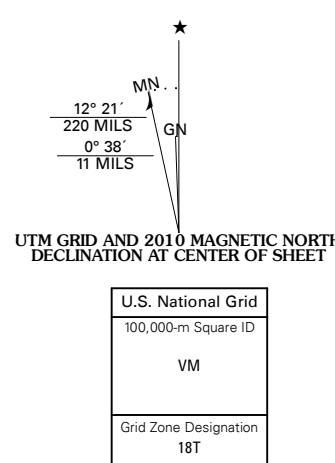 ★
MN
12° 21´
220 MILS
GN
0° 38´
11 MILS
UTM GRID AND 2010 MAGNETIC NORTH
DECLINATION AT CENTER OF SHEET
U.S. National Grid
100,000-m Square ID
VM
Grid Zone Designation
18T